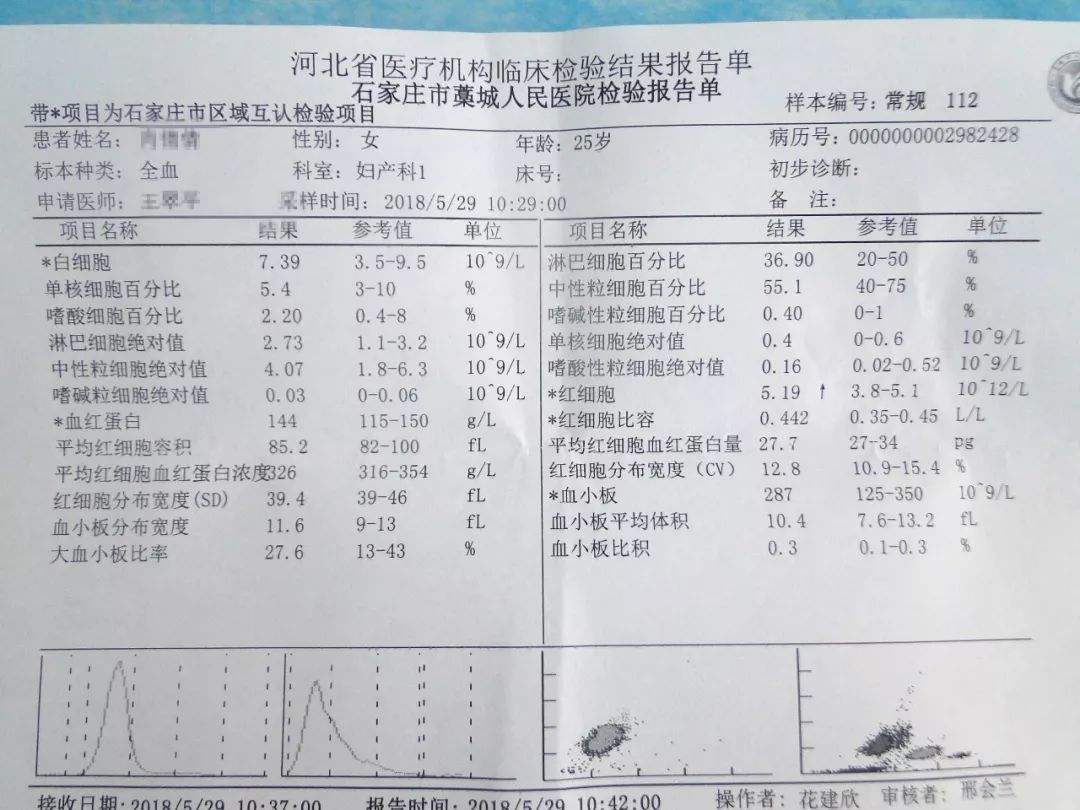 河北省医疗机构临床检验结果报告单
石家庄市藁城人民医院检验报告单
带*项目为石家庄市区域互认检验项目 样本编号: 常规 112
患者姓名: 性别: 女 年龄: 25岁 病历号: 0000000002982428
标本种类: 全血 科室: 妇产科1 床号: 初步诊断:
申请医师: 采样时间: 2018/5/29 10:29:00 备 注:
项目名称 结果 参考值 单位 项目名称 结果 参考值 单位
*白细胞 7.39 3.5-9.5 10^9/L 淋巴细胞百分比 36.90 20-50 %
单核细胞百分比 5.4 3-10 % 中性粒细胞百分比 55.1 40-75 %
嗜酸细胞百分比 2.20 0.4-8 % 嗜碱性粒细胞百分比 0.40 0-1 %
淋巴细胞绝对值 2.73 1.1-3.2 10^9/L 单核细胞绝对值 0.4 0-0.6 10^9/L
中性粒细胞绝对值 4.07 1.8-6.3 10^9/L 嗜酸性粒细胞绝对值 0.16 0.02-0.52 10^9/L
嗜碱粒细胞绝对值 0.03 0-0.06 10^9/L *红细胞 5.19 ↑ 3.8-5.1 10^12/L
*血红蛋白 144 115-150 g/L *红细胞比容 0.442 0.35-0.45 L/L
平均红细胞容积 85.2 82-100 fL 平均红细胞血红蛋白量 27.7 27-34 pg
平均红细胞血红蛋白浓度326 316-354 g/L 红细胞分布宽度（CV） 12.8 10.9-15.4 %
红细胞分布宽度(SD) 39.4 39-46 fL *血小板 287 125-350 10^9/L
血小板分布宽度 11.6 9-13 fL 血小板平均体积 10.4 7.6-13.2 fL
大血小板比率 27.6 13-43 % 血小板比积 0.3 0.1-0.3 %
接收日期: 2018/5/29 10:37:00 报告时间: 2018/5/29 10:42:00 操作者: 花建欣 审核者: 邢会兰